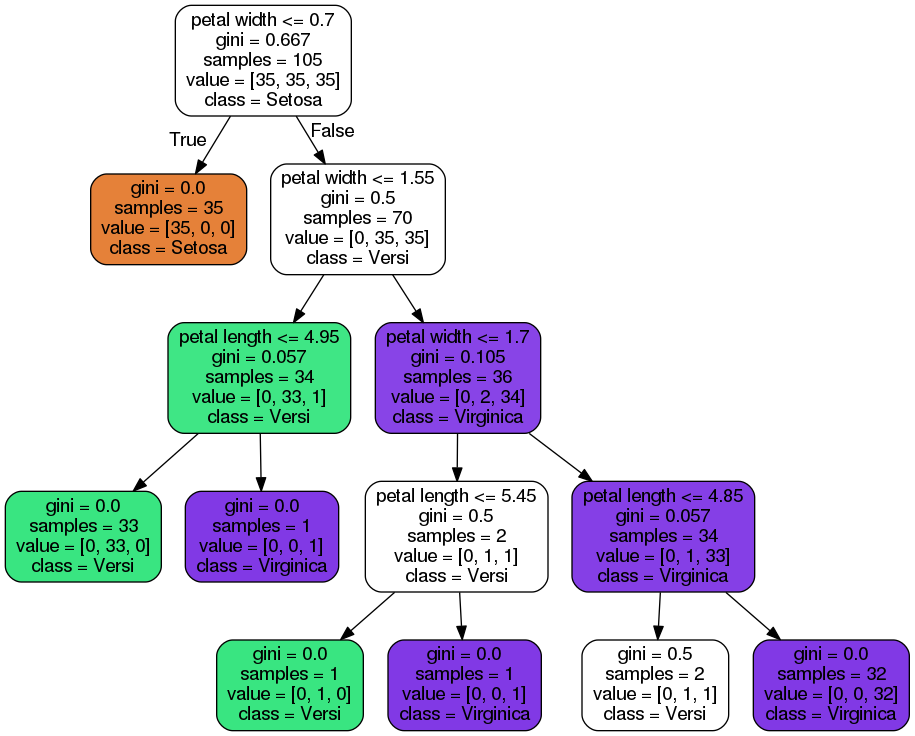 petal width <= 0.7
gini = 0.667
samples = 105
value = [35, 35, 35]
class = Setosa
True
False
gini = 0.0
samples = 35
value = [35, 0, 0]
class = Setosa
petal width <= 1.55
gini = 0.5
samples = 70
value = [0, 35, 35]
class = Versi
petal length <= 4.95
gini = 0.057
samples = 34
value = [0, 33, 1]
class = Versi
petal width <= 1.7
gini = 0.105
samples = 36
value = [0, 2, 34]
class = Virginica
gini = 0.0
samples = 33
value = [0, 33, 0]
class = Versi
gini = 0.0
samples = 1
value = [0, 0, 1]
class = Virginica
petal length <= 5.45
gini = 0.5
samples = 2
value = [0, 1, 1]
class = Versi
petal length <= 4.85
gini = 0.057
samples = 34
value = [0, 1, 33]
class = Virginica
gini = 0.0
samples = 1
value = [0, 1, 0]
class = Versi
gini = 0.0
samples = 1
value = [0, 0, 1]
class = Virginica
gini = 0.5
samples = 2
value = [0, 1, 1]
class = Versi
gini = 0.0
samples = 32
value = [0, 0, 32]
class = Virginica